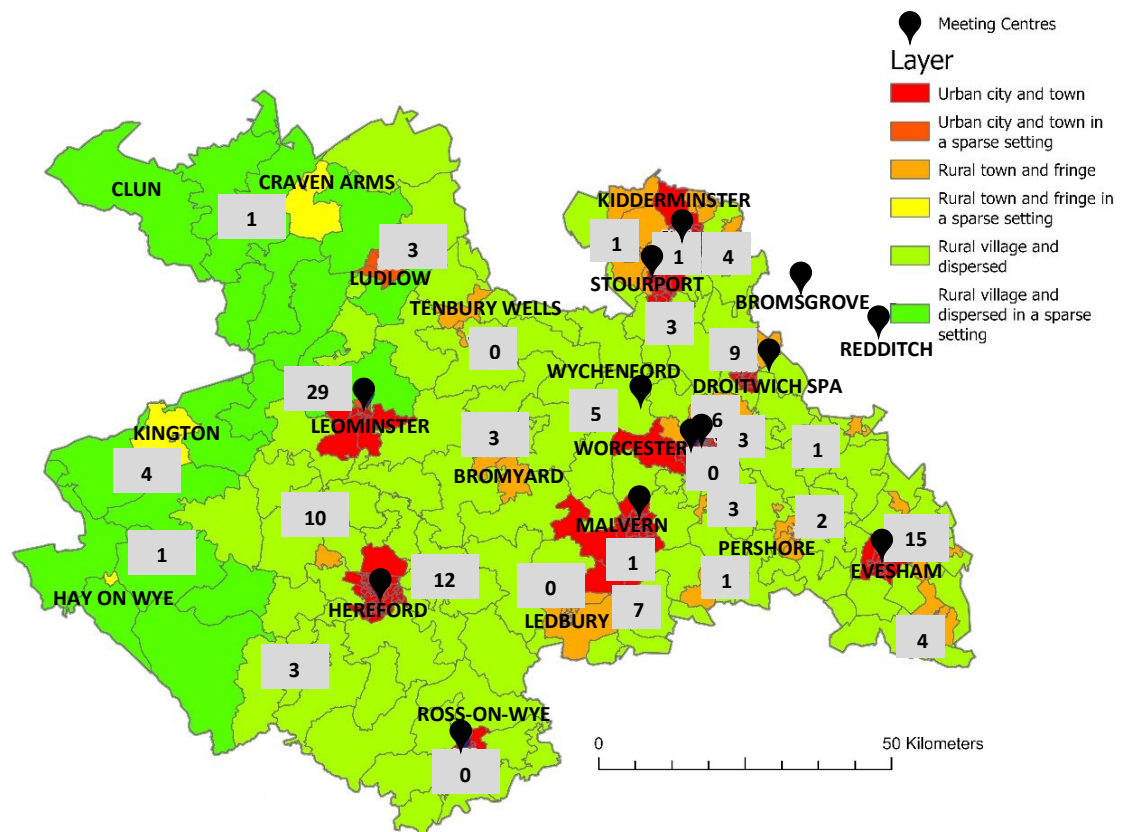 Meeting Centres
Layer
Urban city and town
Urban city and town in
a sparse setting
Rural town and fringe
Rural town and fringe in
a sparse setting
Rural village and
dispersed
Rural village and
dispersed in a sparse
setting
CLUN
CRAVEN ARMS
1
KIDDERMINSTER
3
LUDLOW
1
1
4
STOURPORT
BROMSGROVE
TENBURY WELLS
3
REDDITCH
0
9
WYCHENFORD
DROITWICH SPA
29
LEOMINSTER
5
6
KINGTON
3
WORCESTER
3
1
4
BROMYARD
0
10
3
2
MALVERN
PERSHORE
15
EVESHAM
1
HAY ON WYE
1
12
HEREFORD
0
1
LEDBURY
7
4
3
ROSS-ON-WYE
0
0
50 Kilometers